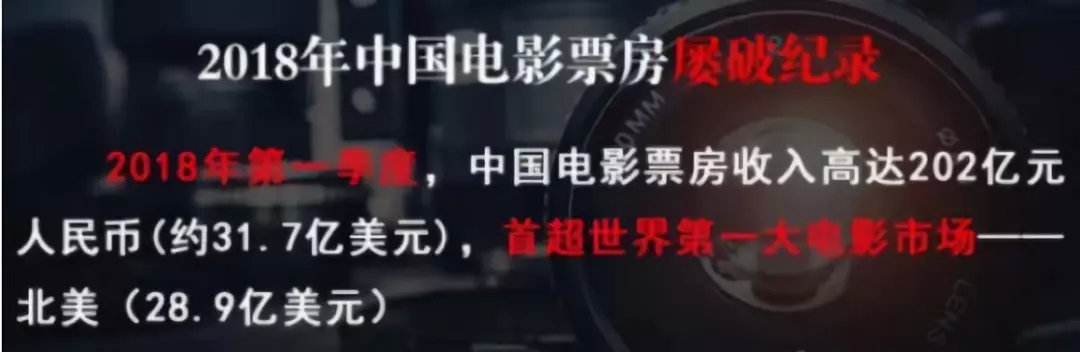 2018年中国电影票房屡破纪录
2018年第一季度，中国电影票房收入高达202亿元
人民币(约31.7亿美元)，首超世界第一大电影市场——
北美（28.9亿美元）
MM
LENS